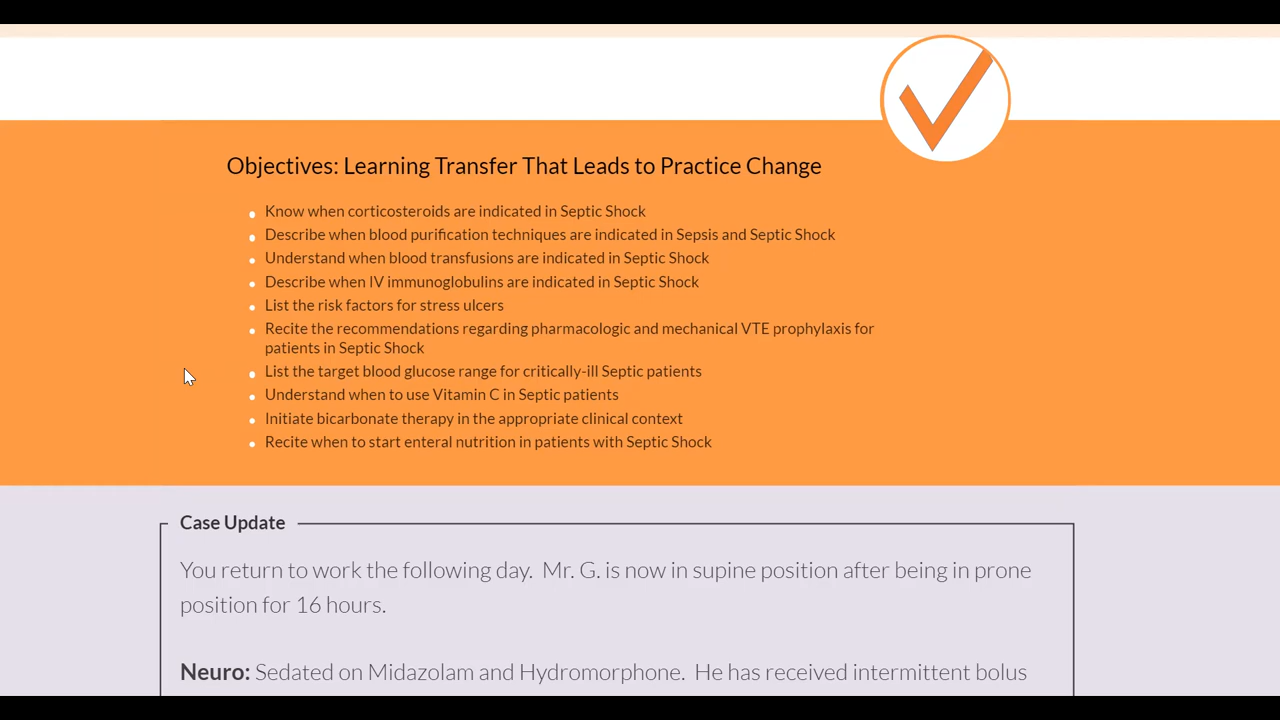 Objectives: Learning Transfer That Leads to Practice Change
Know when corticosteroids are indicated in Septic Shock
Describe when blood purification techniques are indicated in Sepsis and Septic Shock
Understand when blood transfusions are indicated in Septic Shock
Describe when IV immunoglobulins are indicated in Septic Shock
List the risk factors for stress ulcers
Recite the recommendations regarding pharmacologic and mechanical VTE prophylaxis for
patients in Septic Shock
List the target blood glucose range for critically-ill Septic patients
Understand when to use Vitamin C in Septic patients
Initiate bicarbonate therapy in the appropriate clinical context
Recite when to start enteral nutrition in patients with Septic Shock
Case Update
You return to work the following day.  Mr. G. is now in supine position after being in prone
position for 16 hours.
Neuro: Sedated on Midazolam and Hydromorphone.  He has received intermittent bolus